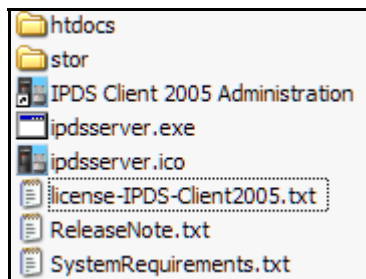 htdocs
stor
IPDS Client 2005 Administration
ipdsserver.exe
ipdsserver.ico
license-IPDS-Client2005.txt
ReleaseNote.txt
SystemRequirements.txt